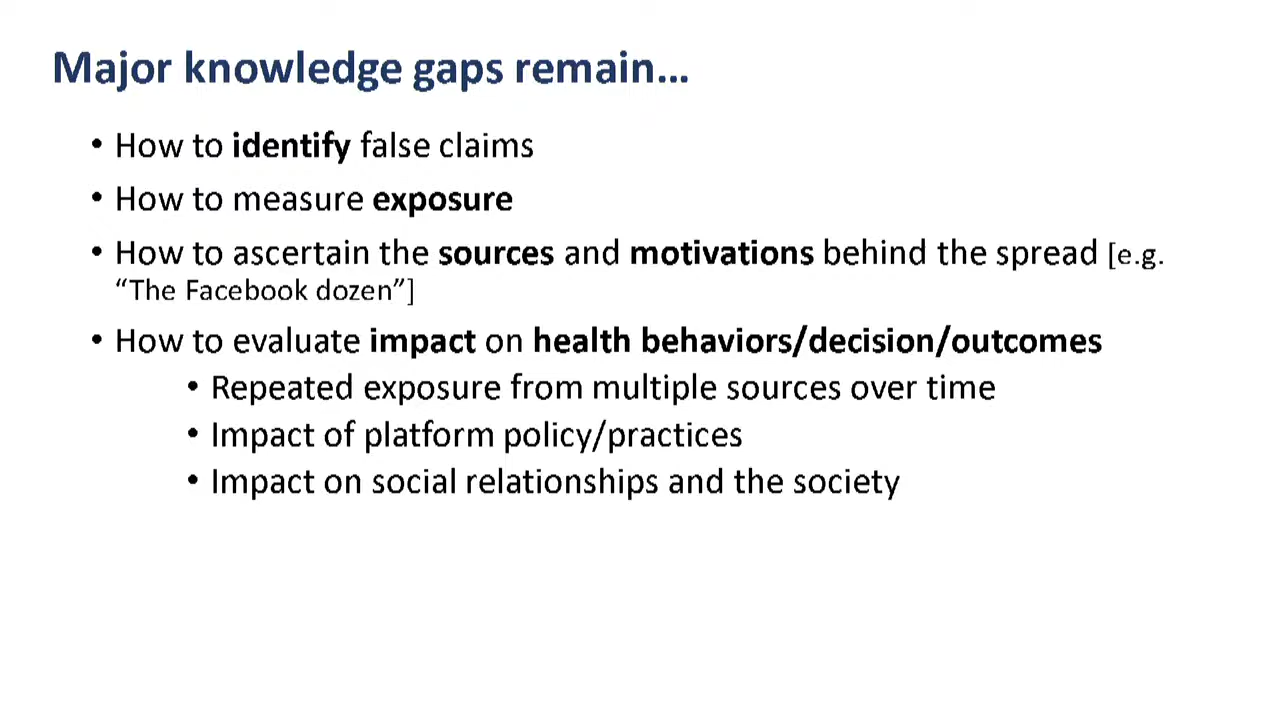 Major knowledge gaps remain…
• How to identify false claims
• How to measure exposure
• How to ascertain the sources and motivations behind the spread [e.g.
“The Facebook dozen”]
• How to evaluate impact on health behaviors/decision/outcomes
• Repeated exposure from multiple sources over time
• Impact of platform policy/practices
• Impact on social relationships and the society